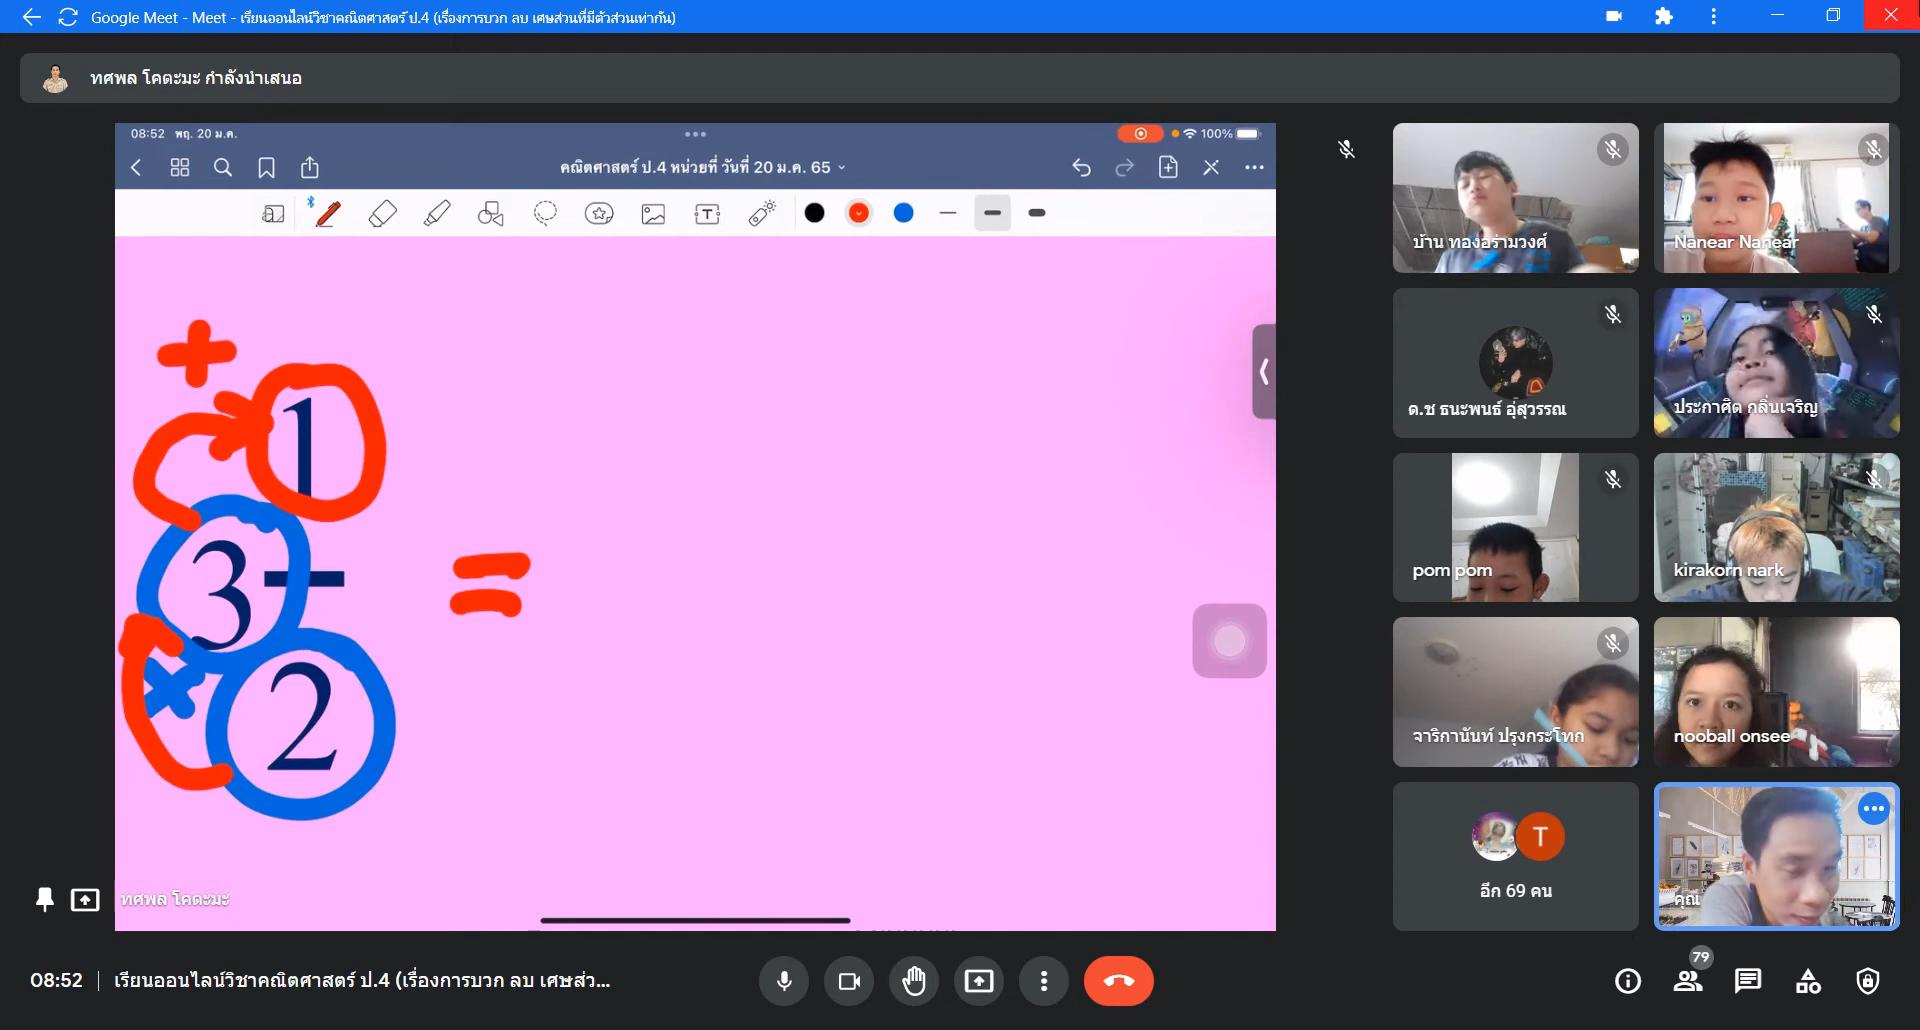 Google Meet - Meet - เรียนออนไลน์วิชาคณิตศาสตร์ ป.4 (เรื่องการบวก ลบ เศษส่วนที่มีตัวส่วนเท่ากัน)
ทศพล โคตะมะ กำลังนำเสนอ
08:52 พฤ. 20 ม.ค.
100%
คณิตศาสตร์ ป.4 หน่วยที่ วันที่ 20 ม.ค. 65
T
+
1
3
=
×
2
ทศพล โคตะมะ
บ้าน ทองอร่ามวงศ์
Nanear Nanear
ด.ช ธนะพนธ์ อุ่สุวรรณ
ประกาศิต กลิ่นเจริญ
pom pom
kirakorn nark
จาริกานันท์ ปรุงกระโทก
nooball onsee
T
อีก 69 คน
คุณ
08:52 | เรียนออนไลน์วิชาคณิตศาสตร์ ป.4 (เรื่องการบวก ลบ เศษส่ว...
79